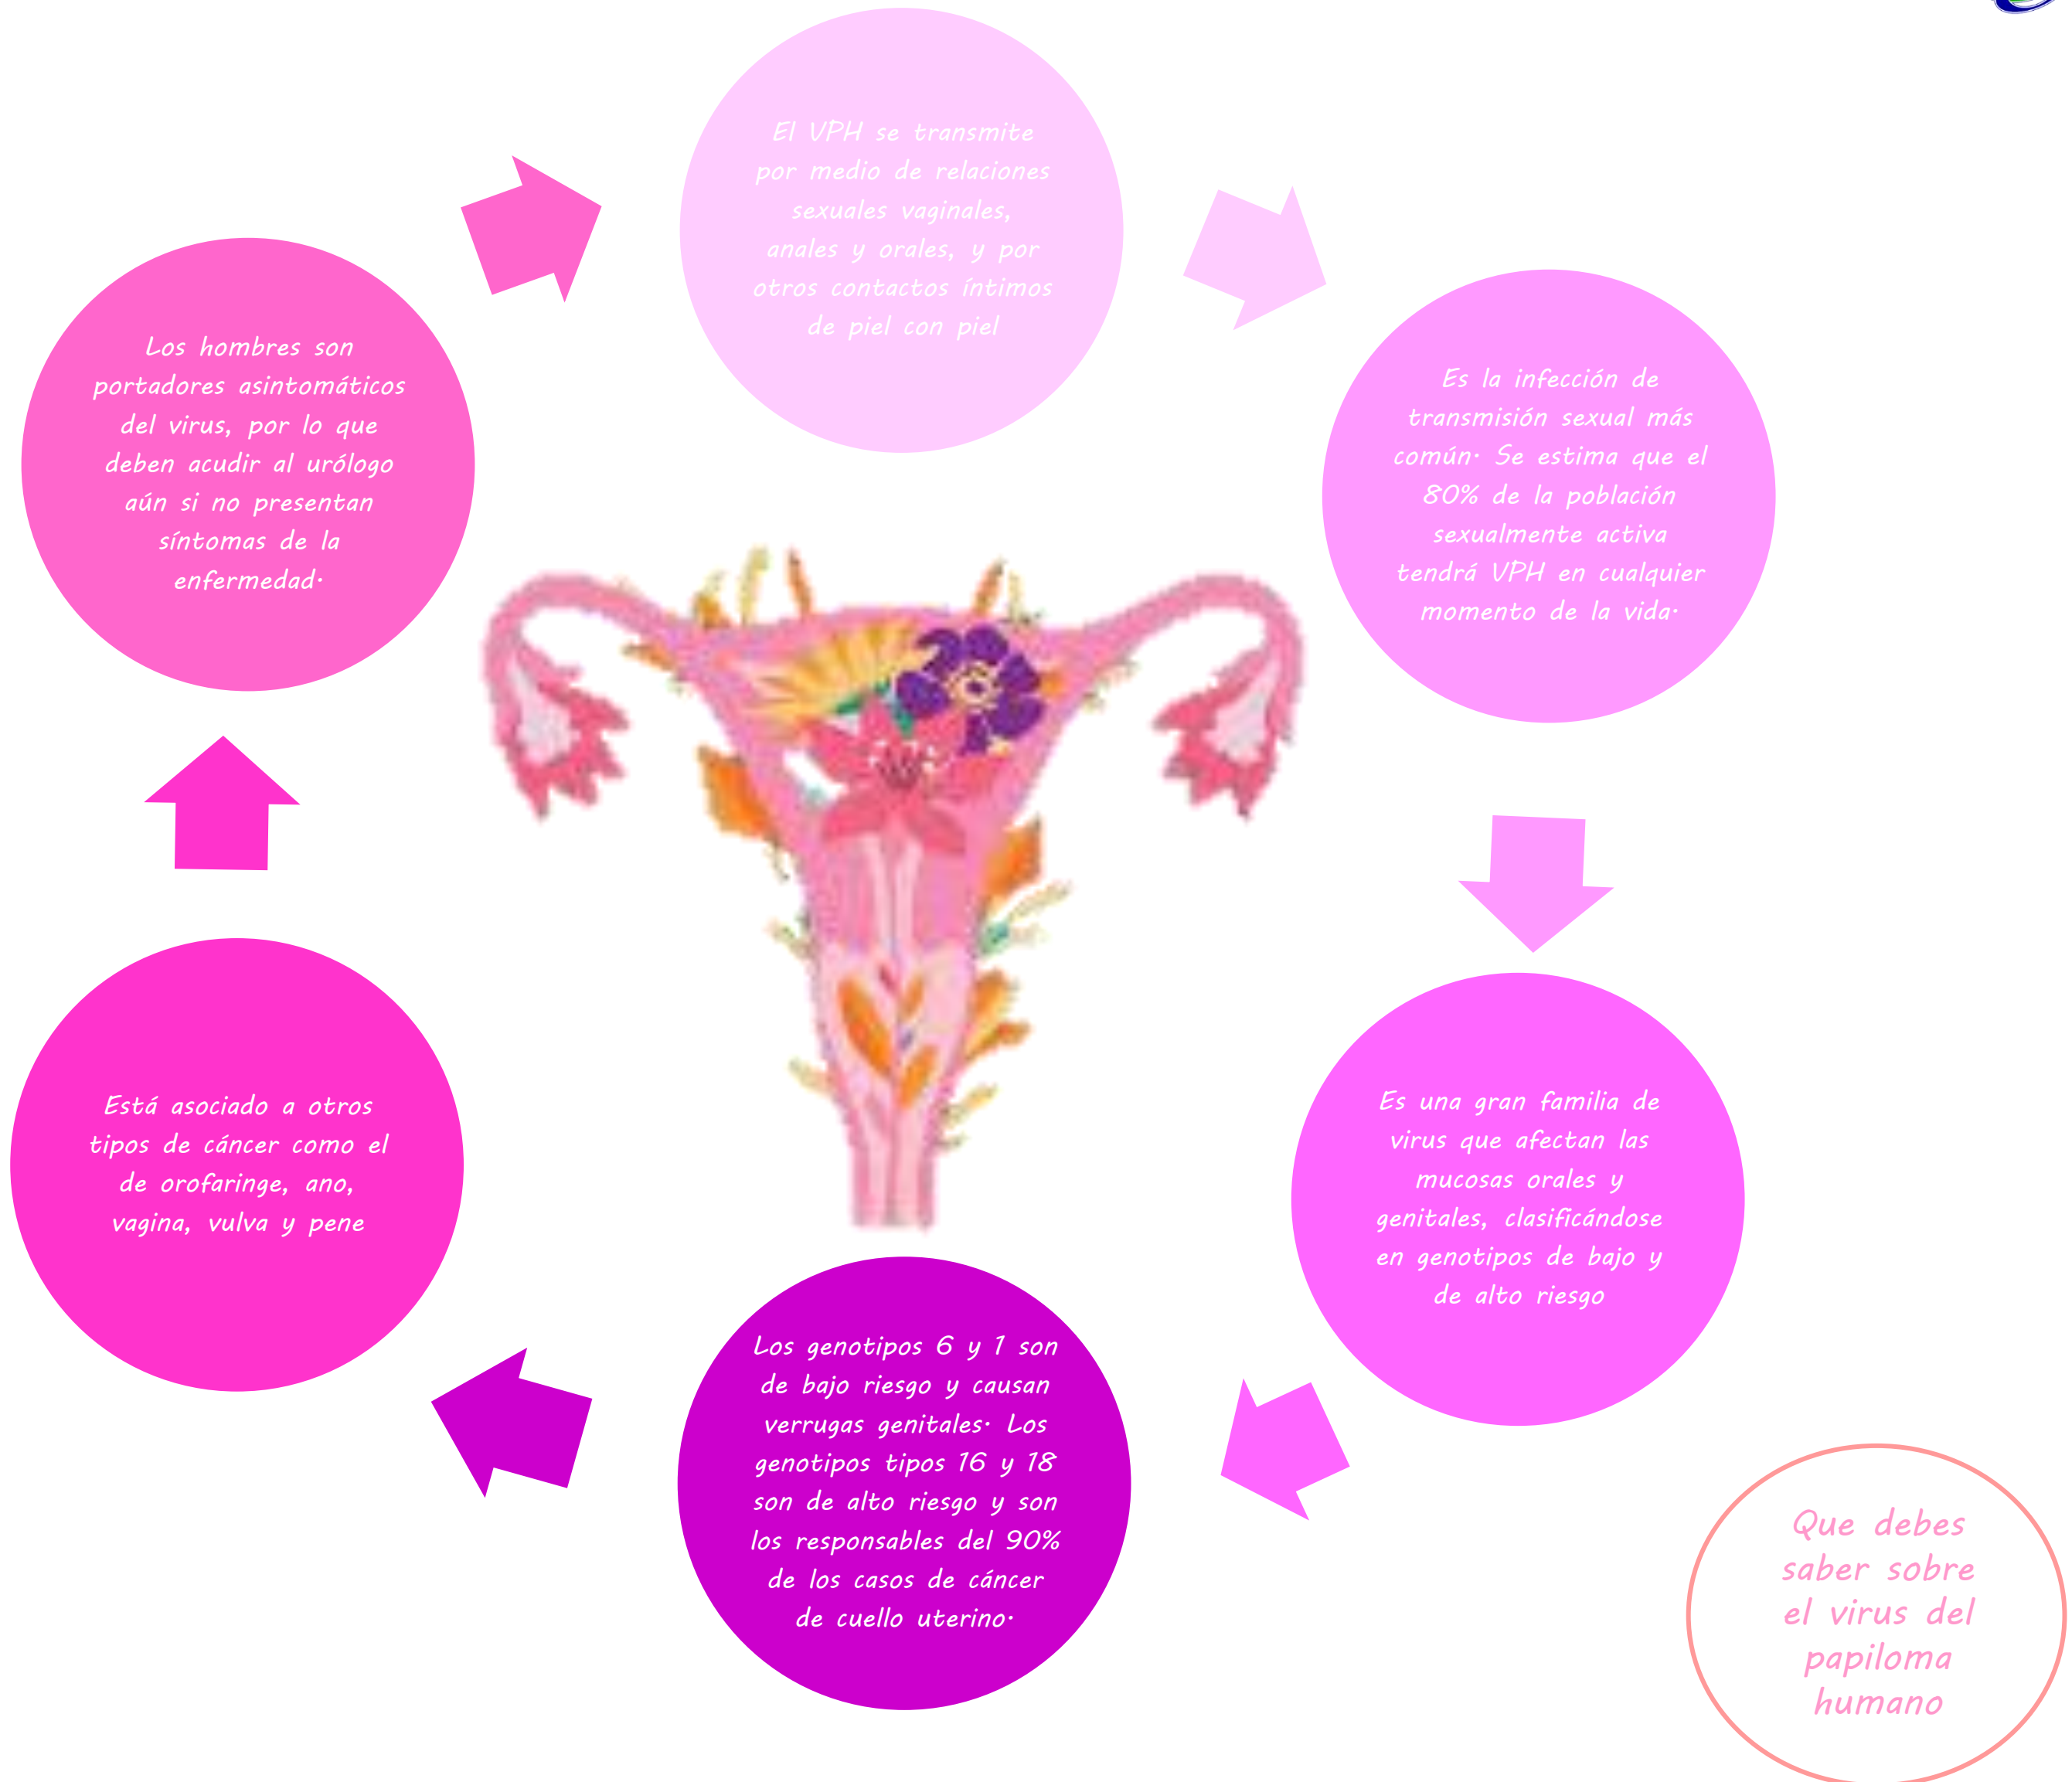 El VPH se transmite
por medio de relaciones
sexuales vaginales,
anales y orales, y por
otros contactos íntimos
de piel con piel
Es la infección de
transmisión sexual más
común. Se estima que el
80% de la población
sexualmente activa
tendrá VPH en cualquier
momento de la vida.
Es una gran familia de
virus que afectan las
mucosas orales y
genitales, clasificándose
en genotipos de bajo y
de alto riesgo
Los genotipos 6 y 1 son
de bajo riesgo y causan
verrugas genitales. Los
genotipos tipos 16 y 18
son de alto riesgo y son
los responsables del 90%
de los casos de cáncer
de cuello uterino.
Está asociado a otros
tipos de cáncer como el
de orofaringe, ano,
vagina, vulva y pene
Los hombres son
portadores asintomáticos
del virus, por lo que
deben acudir al urólogo
aún si no presentan
síntomas de la
enfermedad.
Que debes
saber sobre
el virus del
papiloma
humano